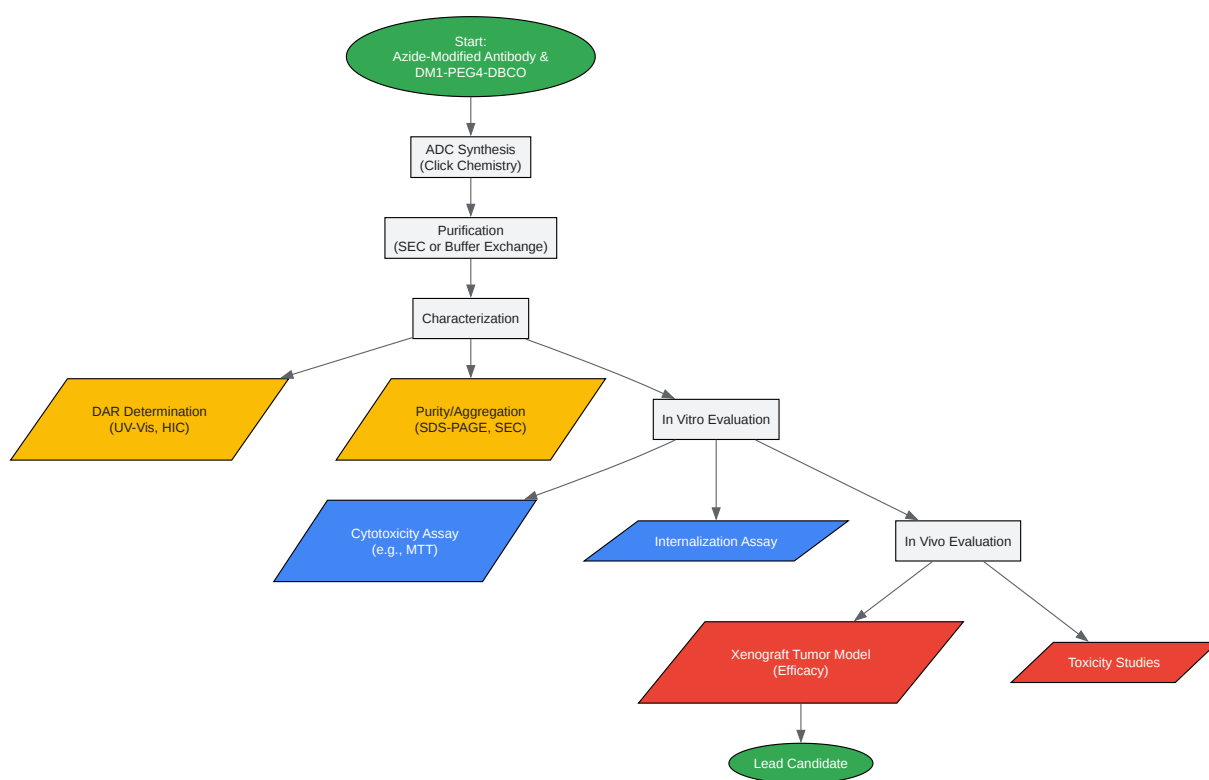 Start:
Azide-Modified Antibody &
DM1-PEG4-DBCO
ADC Synthesis
(Click Chemistry)
Purification
(SEC or Buffer Exchange)
Characterization
DAR Determination
(UV-Vis, HIC)
Purity/Aggregation
(SDS-PAGE, SEC)
In Vitro Evaluation
Cytotoxicity Assay
(e.g., MTT)
Internalization Assay
In Vivo Evaluation
Xenograft Tumor Model
(Efficacy)
Toxicity Studies
Lead Candidate